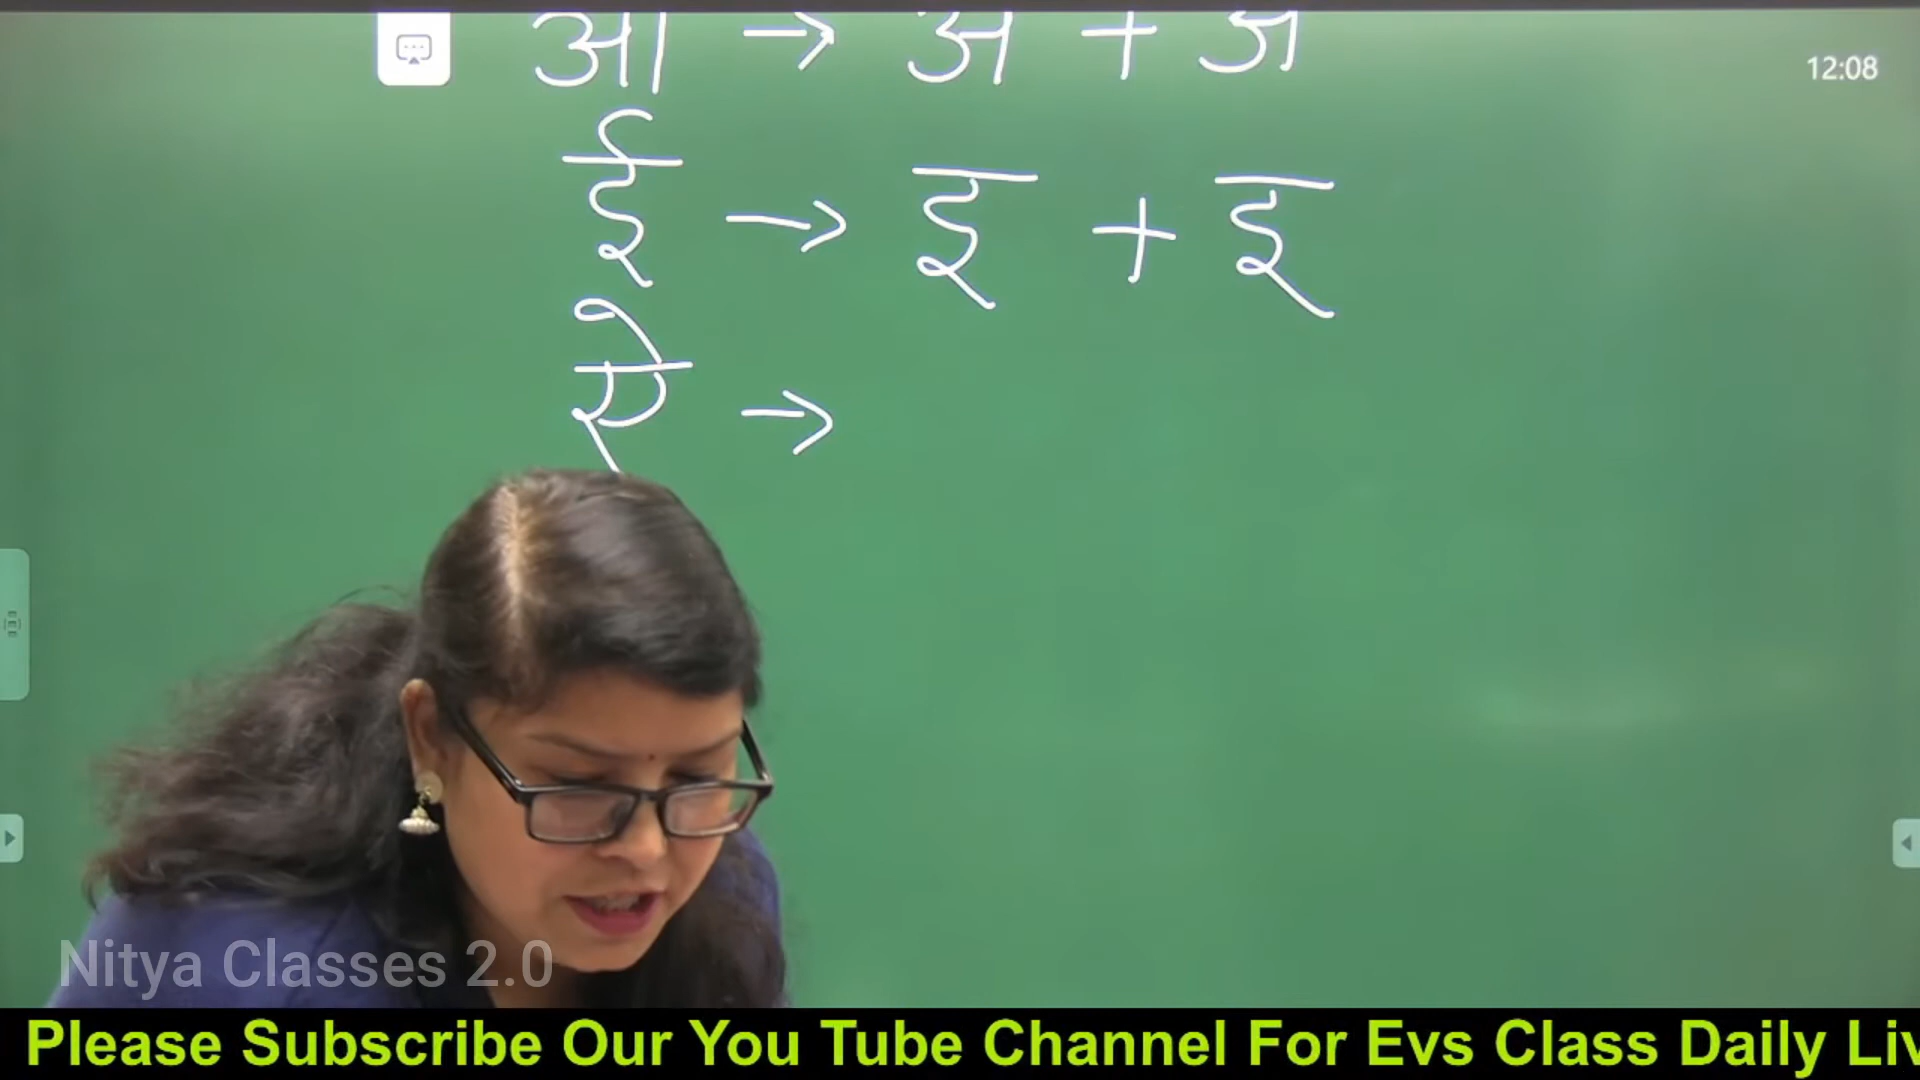 आ → अ + अ
12:08
ई → इ + इ
ऐ →
Nitya Classes 2.0
Please Subscribe Our You Tube Channel For Evs Class Daily Liv